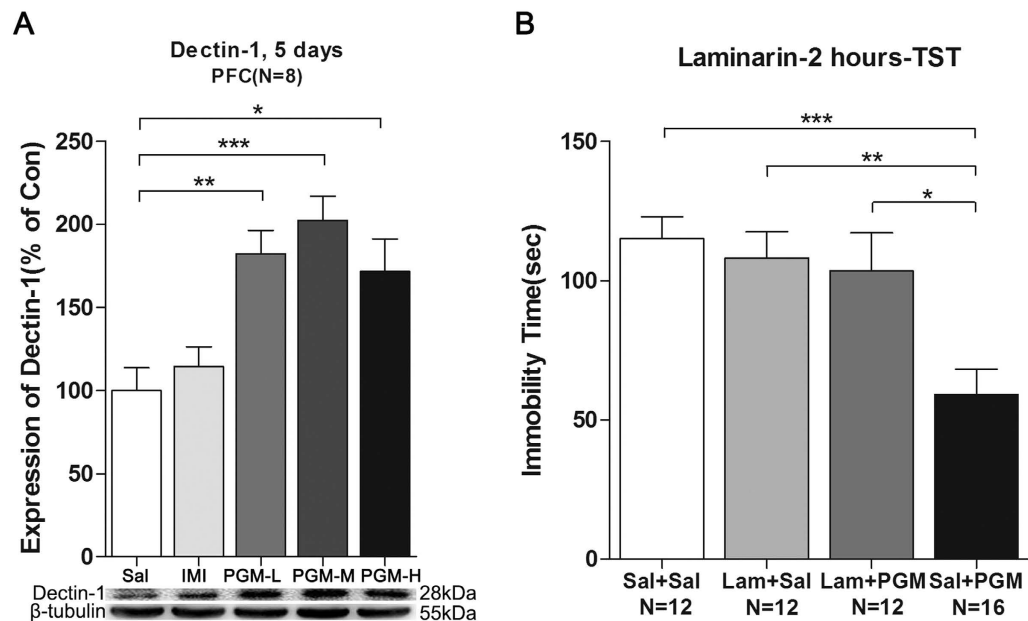 A
Dectin-1, 5 days
PFC(N=8)
Expression of Dectin-1(% of Con)
250
200
150
100
50
0
*
***
**
Sal IMI PGM-L PGM-M PGM-H
Dectin-1 28kDa
β-tubulin 55kDa
B
Laminarin-2 hours-TST
Immobility Time(sec)
150
100
50
0
***
**
*
Sal+Sal Lam+Sal Lam+PGM Sal+PGM
N=12 N=12 N=12 N=16